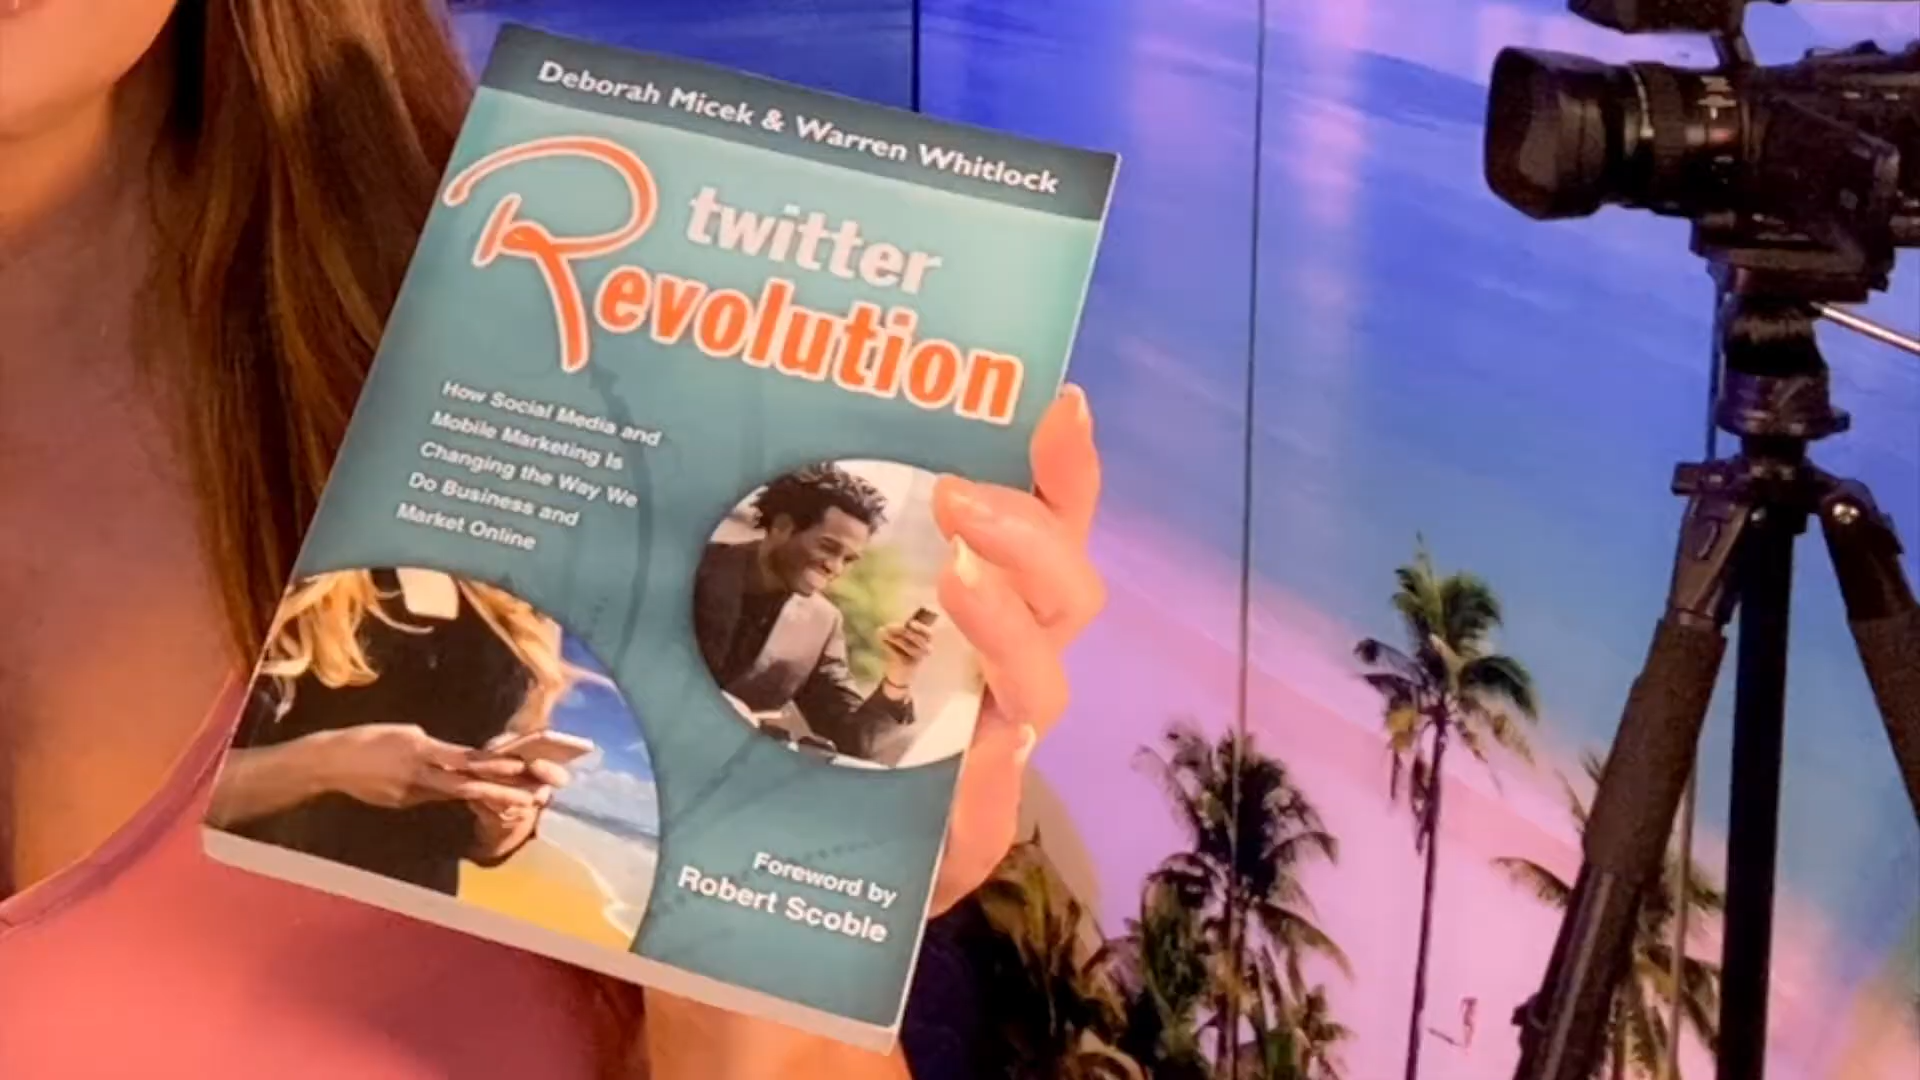 Deborah Micek & Warren Whitlock
twitter
Revolution
How Social Media and
Mobile Marketing Is
Changing the Way We
Do Business and
Market Online
Foreword by
Robert Scoble